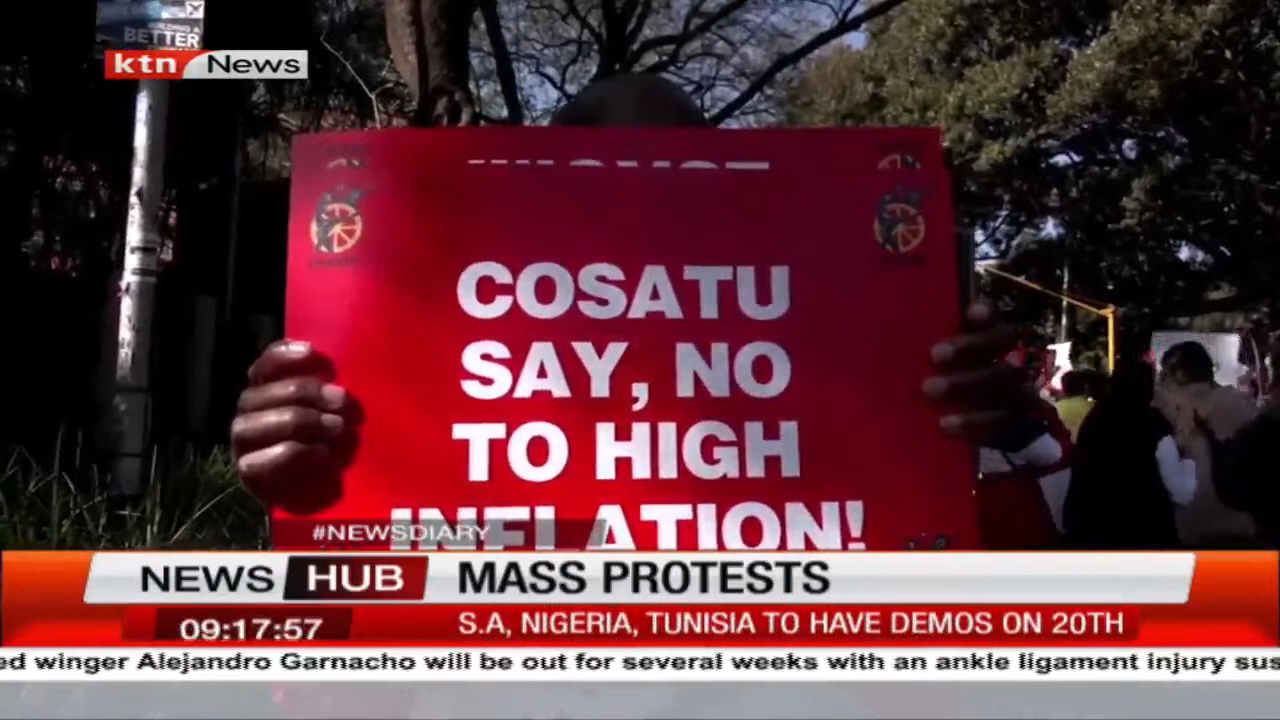 BETTER
ktn News
COSATU
SAY, NO
TO HIGH
INFLATION!
#NEWSDIARY
NEWS HUB MASS PROTESTS
09:17:57 S.A, NIGERIA, TUNISIA TO HAVE DEMOS ON 20TH
winger Alejandro Garnacho will be out for several weeks with an ankle ligament injury